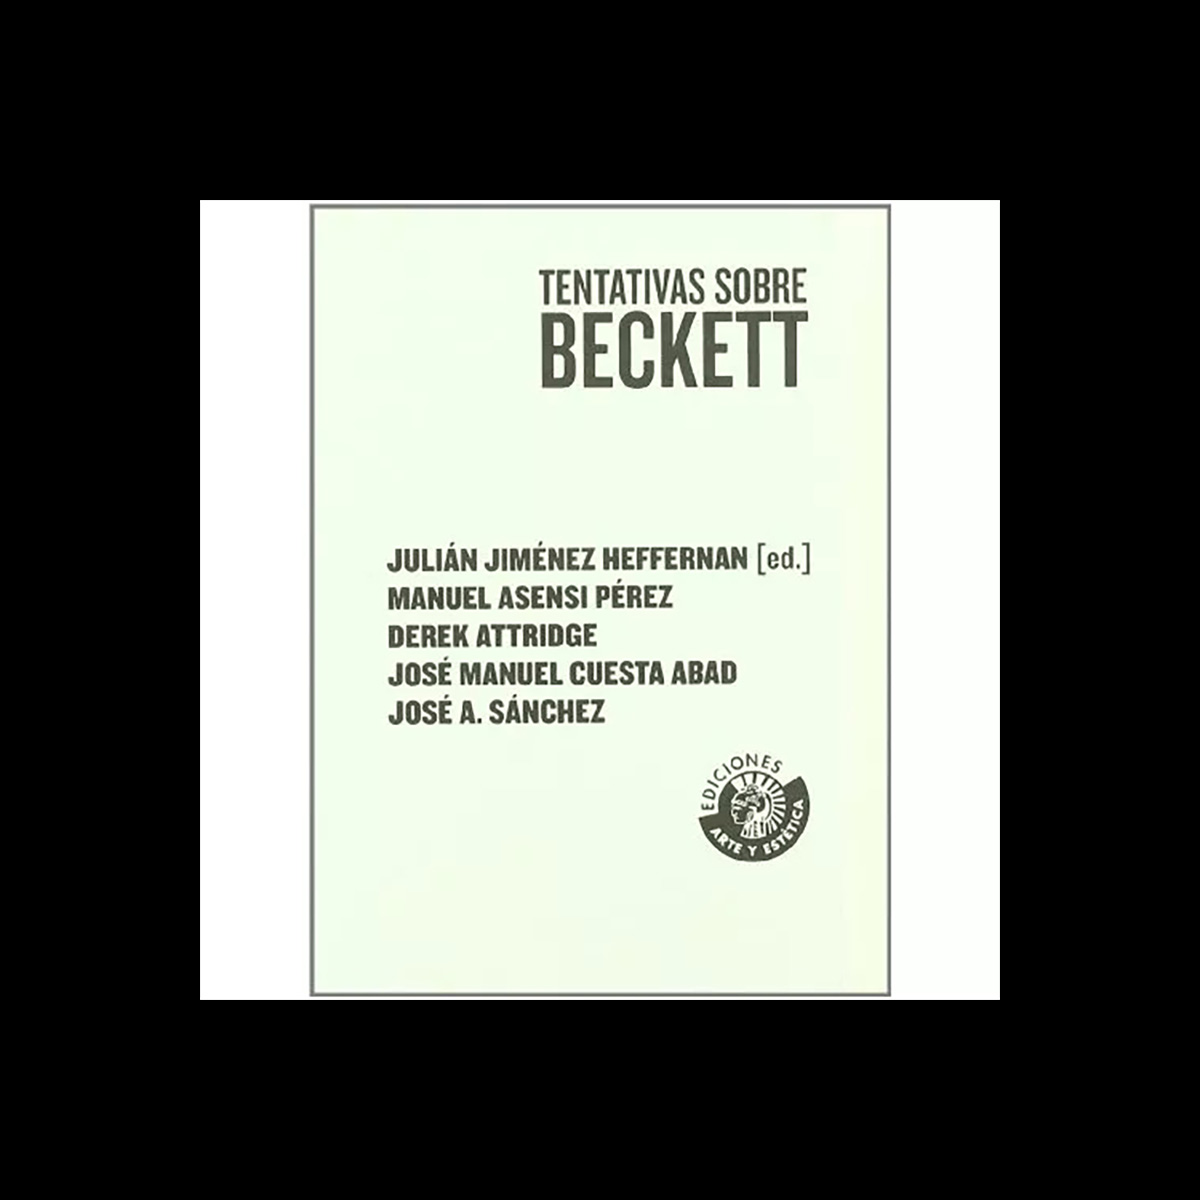 TENTATIVAS SOBRE
BECKETT
JULIÁN JIMÉNEZ HEFFERNAN [ed.]
MANUEL ASENSI PÉREZ
DEREK ATTRIDGE
JOSÉ MANUEL CUESTA ABAD
JOSÉ A. SÁNCHEZ
EDICIONES
ARTE Y ESTÉTICA